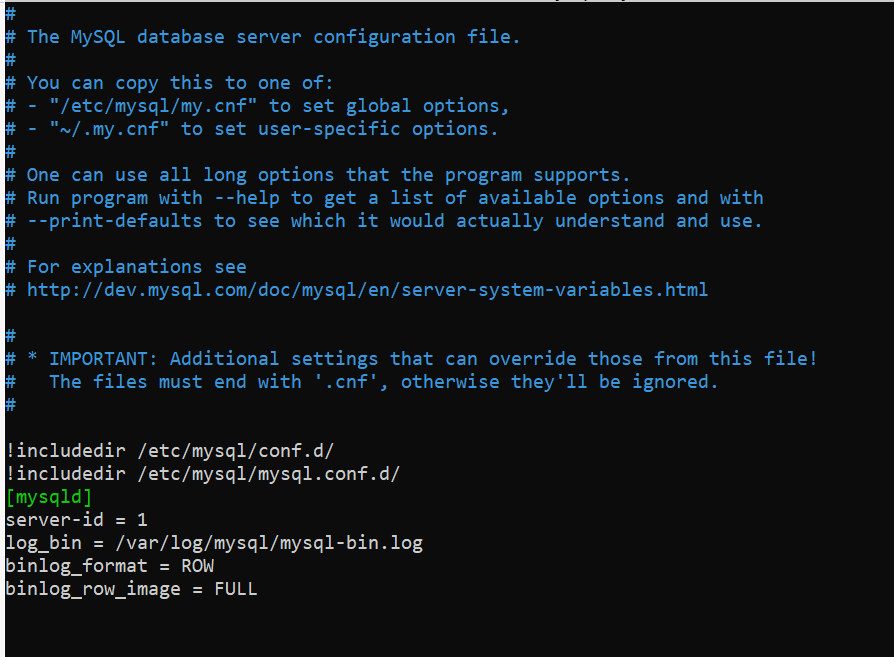 #
# The MySQL database server configuration file.
#
# You can copy this to one of:
# - "/etc/mysql/my.cnf" to set global options,
# - "~/.my.cnf" to set user-specific options.
#
# One can use all long options that the program supports.
# Run program with --help to get a list of available options and with
# --print-defaults to see which it would actually understand and use.
#
# For explanations see
# http://dev.mysql.com/doc/mysql/en/server-system-variables.html
#
# * IMPORTANT: Additional settings that can override those from this file!
#   The files must end with '.cnf', otherwise they'll be ignored.
#
!includedir /etc/mysql/conf.d/
!includedir /etc/mysql/mysql.conf.d/
[mysqld]
server-id = 1
log_bin = /var/log/mysql/mysql-bin.log
binlog_format = ROW
binlog_row_image = FULL